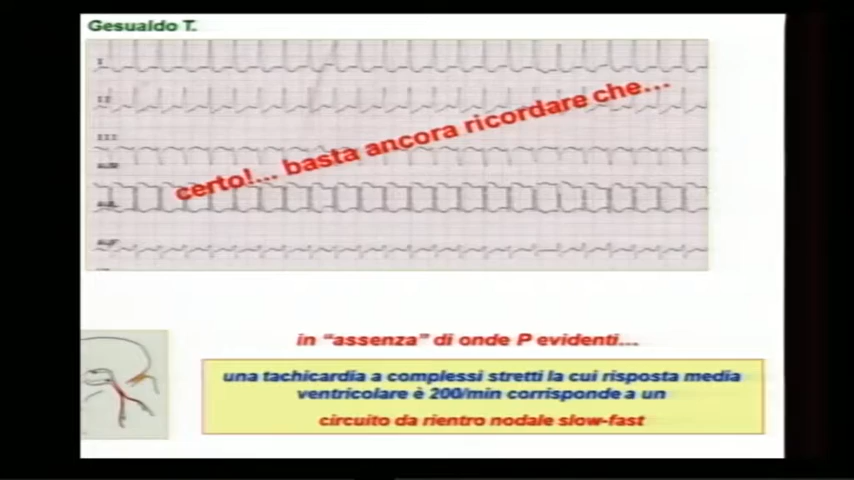 Gesualdo T.
I
II
III
aVR
aVL
aVF
certo!... basta ancora ricordare che...
in “assenza” di onde P evidenti...
una tachicardia a complessi stretti la cui risposta media
ventricolare è 200/min corrisponde a un
circuito da rientro nodale slow-fast